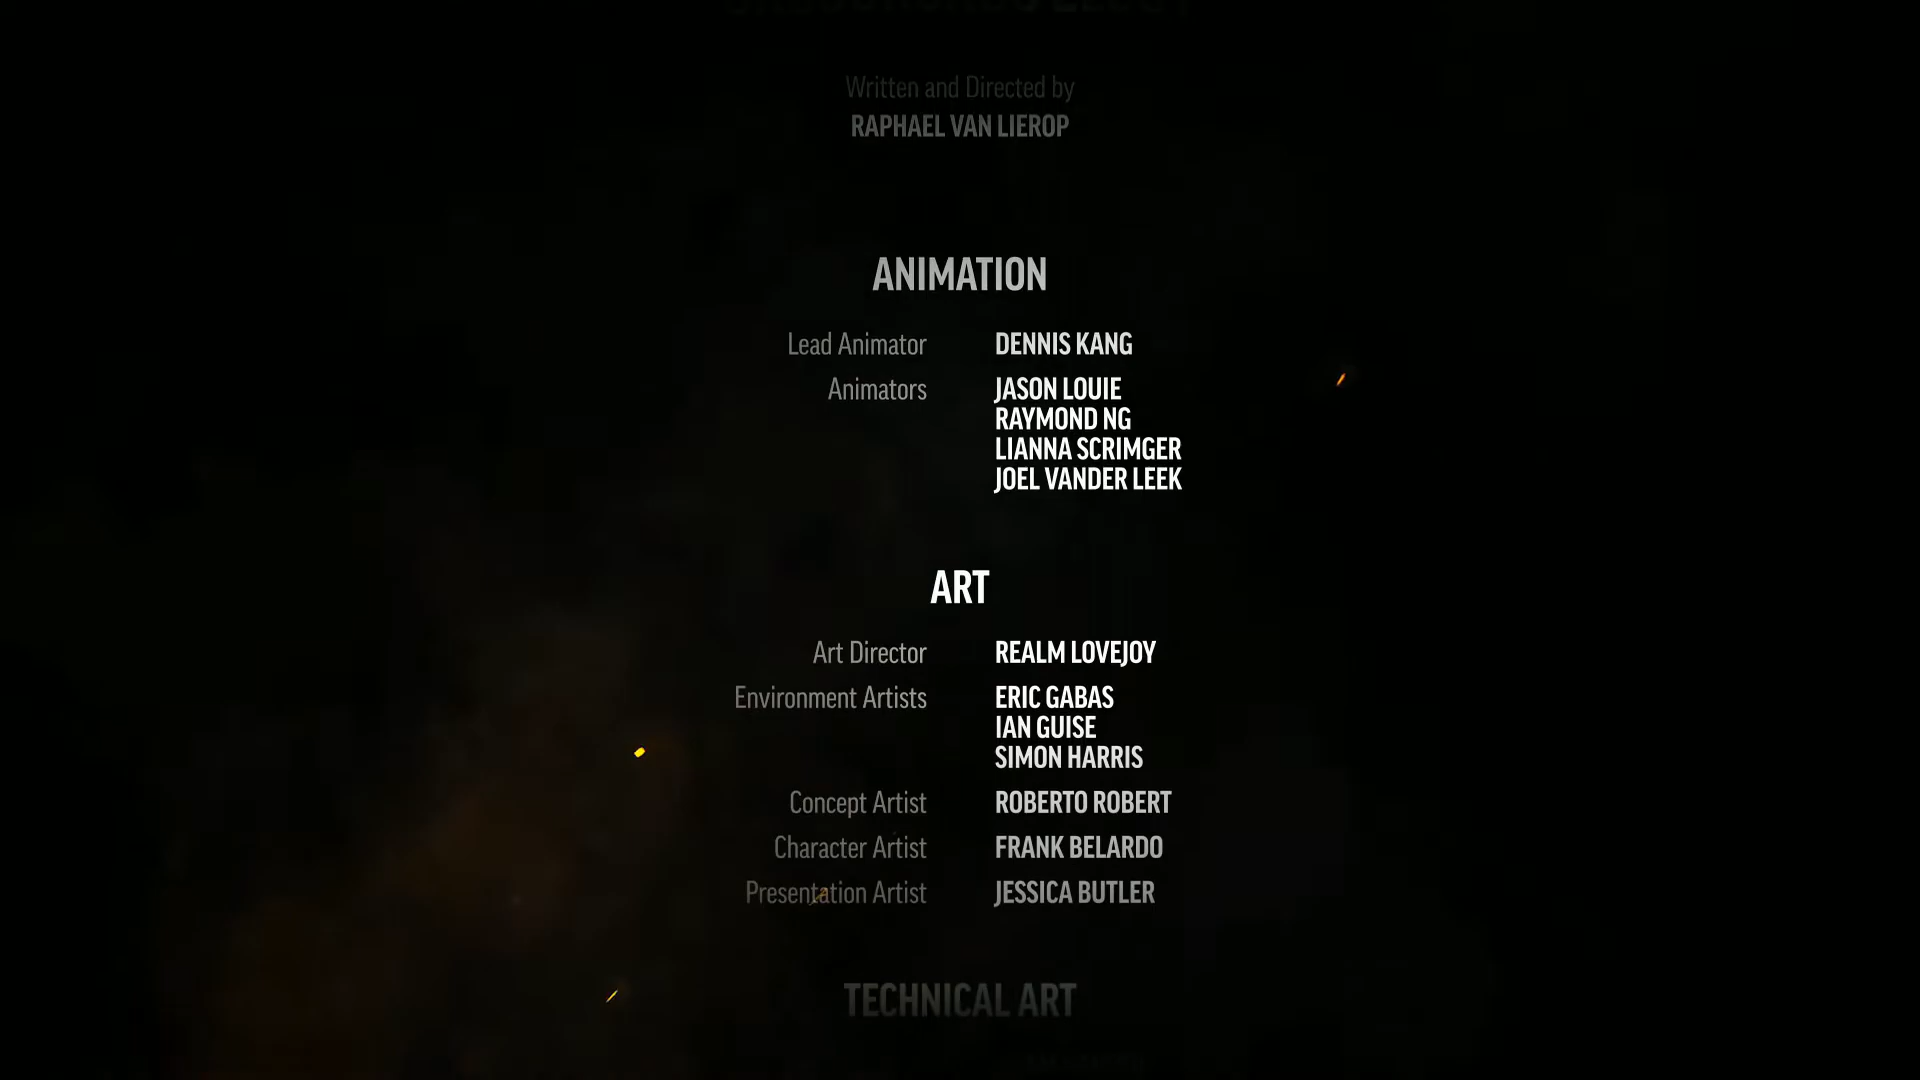 Written and Directed by
RAPHAEL VAN LIEROP
ANIMATION
Lead Animator DENNIS KANG
Animators JASON LOUIE
RAYMOND NG
LIANNA SCRIMGER
JOEL VANDER LEEK
ART
Art Director REALM LOVEJOY
Environment Artists ERIC GABAS
IAN GUISE
SIMON HARRIS
Concept Artist ROBERTO ROBERT
Character Artist FRANK BELARDO
Presentation Artist JESSICA BUTLER
TECHNICAL ART